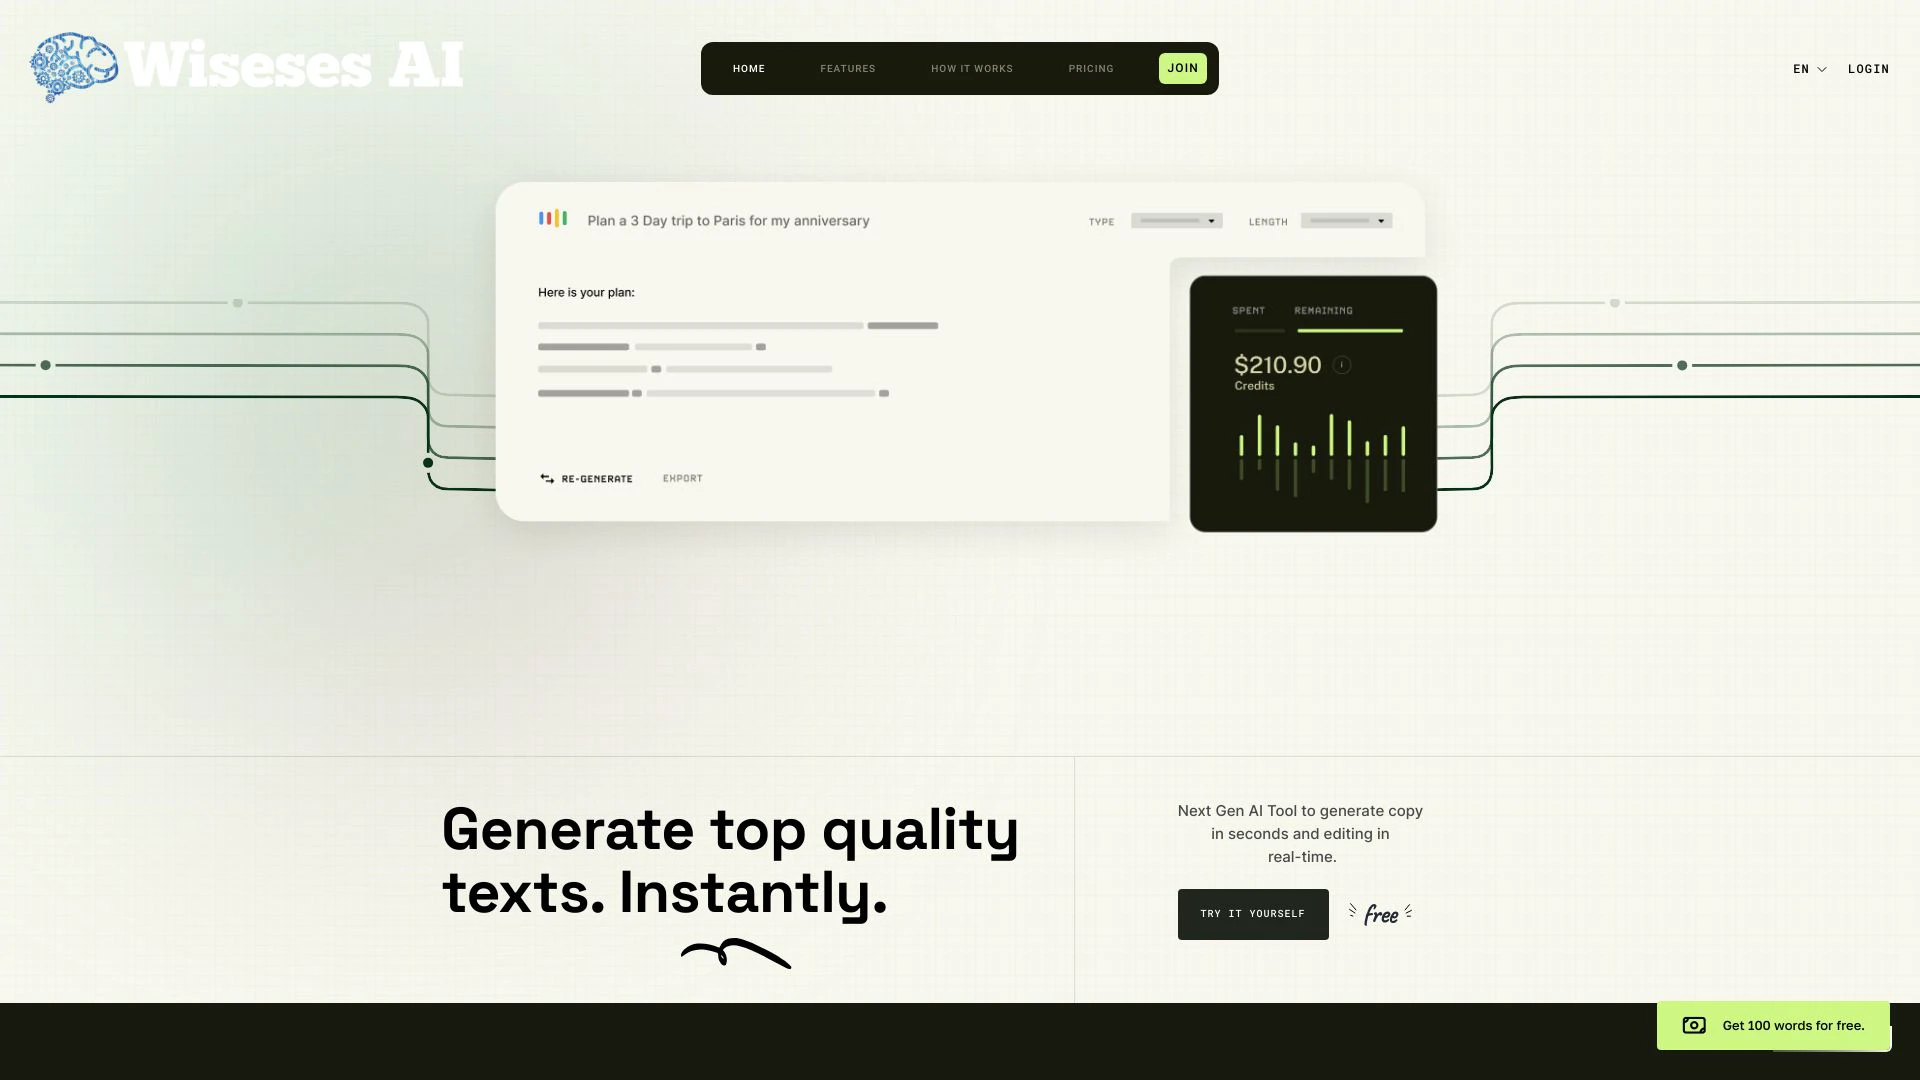 Wiseses AI
HOME
FEATURES
HOW IT WORKS
PRICING
JOIN
EN
LOGIN
Plan a 3 Day trip to Paris for my anniversary
TYPE
LENGTH
Here is your plan:
SPENT
REMAINING
$210.90
i
Credits
RE-GENERATE
EXPORT
Generate top quality
texts. Instantly.
Next Gen AI Tool to generate copy
in seconds and editing in
real-time.
TRY IT YOURSELF
free
Get 100 words for free.